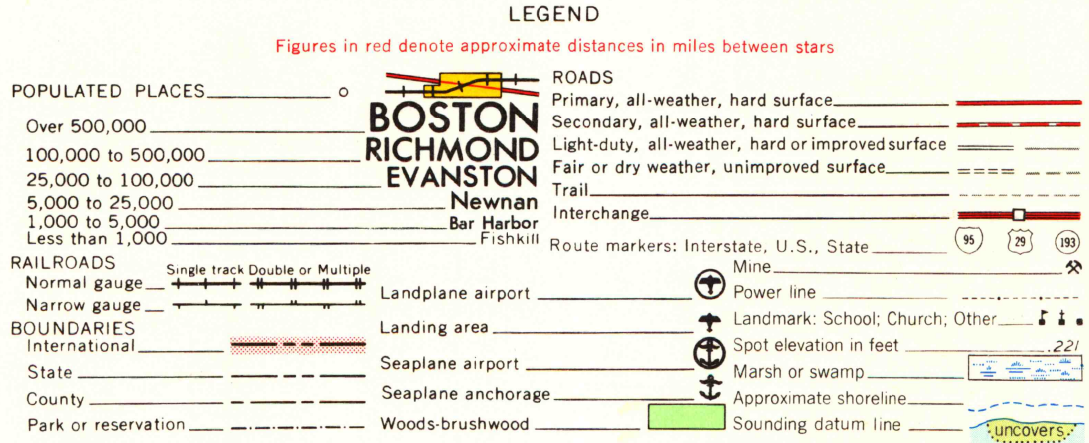 LEGEND
Figures in red denote approximate distances in miles between stars
POPULATED PLACES
Over 500,000 BOSTON
100,000 to 500,000 RICHMOND
25,000 to 100,000 EVANSTON
5,000 to 25,000 Newnan
1,000 to 5,000 Bar Harbor
Less than 1,000 Fishkill
RAILROADS
Single track Double or Multiple
Normal gauge
Narrow gauge
BOUNDARIES
International
State
County
Park or reservation
Landplane airport
Landing area
Seaplane airport
Seaplane anchorage
Woods-brushwood
ROADS
Primary, all-weather, hard surface
Secondary, all-weather, hard surface
Light-duty, all-weather, hard or improved surface
Fair or dry weather, unimproved surface
Trail
Interchange
Route markers: Interstate, U.S., State 95 29 193
Mine
Power line
Landmark: School; Church; Other
Spot elevation in feet .221
Marsh or swamp
Approximate shoreline
Sounding datum line uncovers